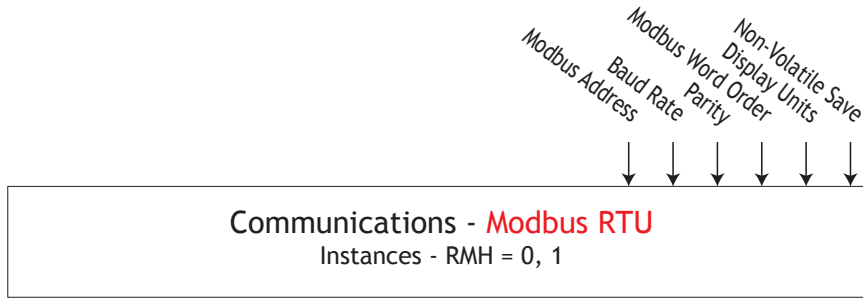 Modbus Address
Baud Rate
Parity
Modbus Word Order
Display Units
Non-Volatile Save
Communications - Modbus RTU
Instances - RMH = 0, 1